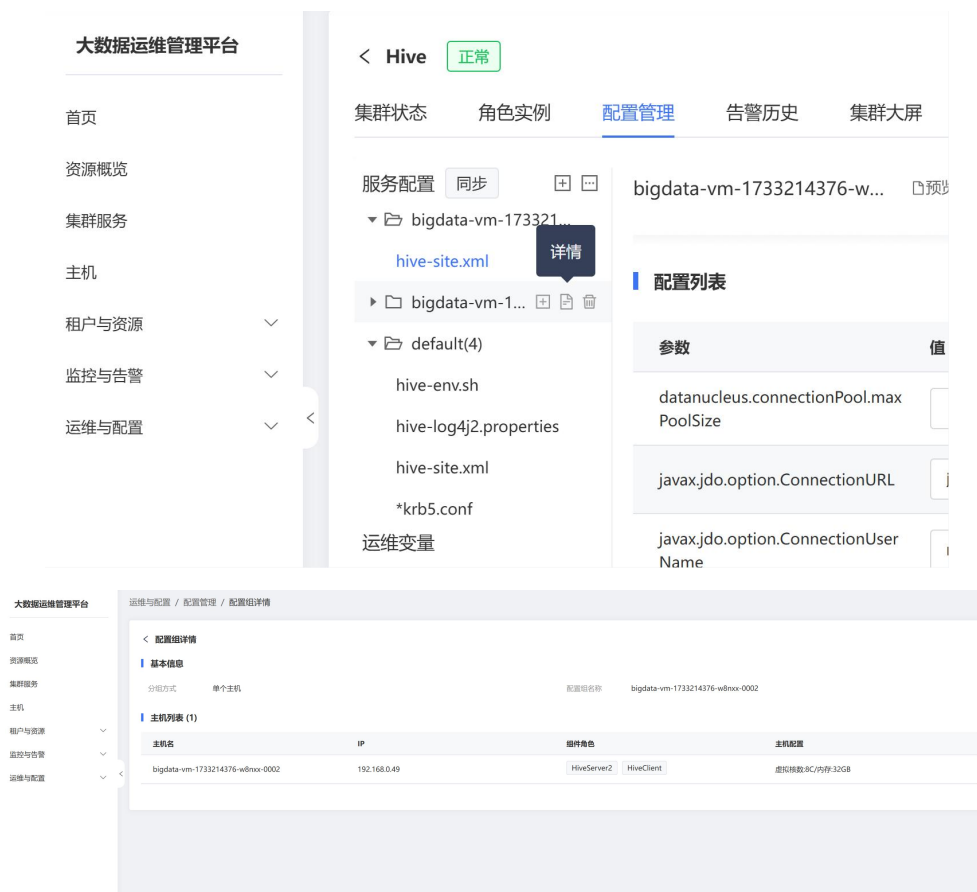 大数据运维管理平台
首页
资源概览
集群服务
主机
租户与资源
监控与告警
运维与配置
Hive 正常
集群状态 角色实例 配置管理 告警历史 集群大屏
服务配置 同步
bigdata-vm-173321...
hive-site.xml
详情
bigdata-vm-1...
default(4)
hive-env.sh
hive-log4j2.properties
hive-site.xml
*krb5.conf
运维变量
bigdata-vm-1733214376-w... 预览
配置列表
参数 值
datanucleus.connectionPool.max
PoolSize
javax.jdo.option.ConnectionURL
javax.jdo.option.ConnectionUser
Name
大数据运维管理平台
首页
资源概览
集群服务
主机
租户与资源
监控与告警
运维与配置
运维与配置 / 配置管理 / 配置组详情
配置组详情
基本信息
分组方式 单个主机 配置组名称 bigdata-vm-1733214376-w8nxx-0002
主机列表 (1)
主机名 IP 组件角色 主机配置
bigdata-vm-1733214376-w8nxx-0002 192.168.0.49 HiveServer2 HiveClient 虚拟核数:8C/内存:32GB